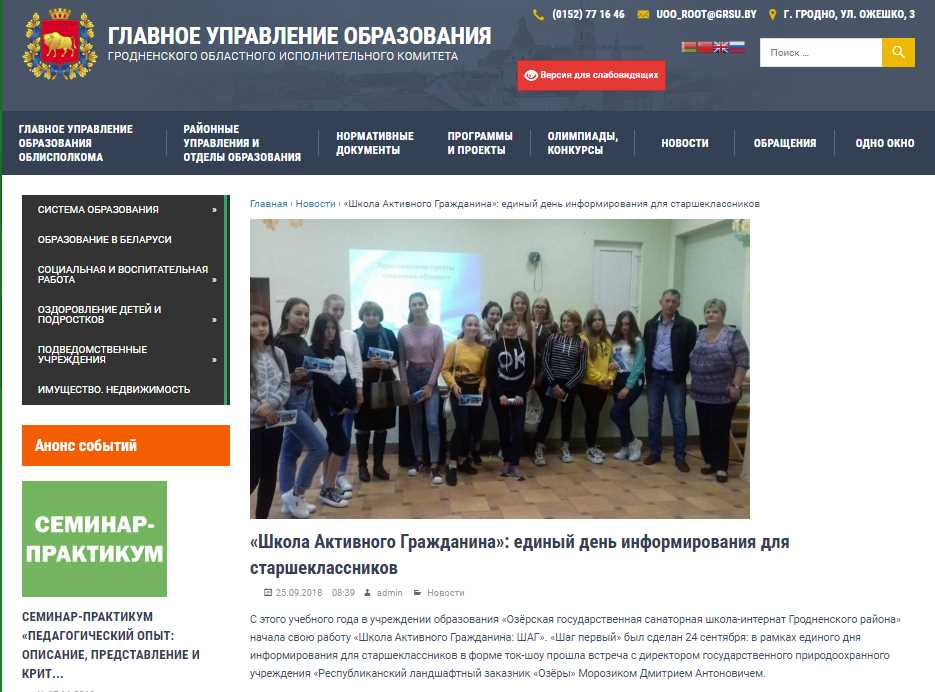 (0152) 77 16 46 UOO_ROOT@GRSU.BY Г. ГРОДНО, УЛ. ОЖЕШКО, 3
ГЛАВНОЕ УПРАВЛЕНИЕ ОБРАЗОВАНИЯ
ГРОДНЕНСКОГО ОБЛАСТНОГО ИСПОЛНИТЕЛЬНОГО КОМИТЕТА
Поиск ...
Версия для слабовидящих
ГЛАВНОЕ УПРАВЛЕНИЕ
ОБРАЗОВАНИЯ
ОБЛИСПОЛКОМА
РАЙОННЫЕ
УПРАВЛЕНИЯ И
ОТДЕЛЫ ОБРАЗОВАНИЯ
НОРМАТИВНЫЕ
ДОКУМЕНТЫ
ПРОГРАММЫ
И ПРОЕКТЫ
ОЛИМПИАДЫ,
КОНКУРСЫ
НОВОСТИ
ОБРАЩЕНИЯ
ОДНО ОКНО
СИСТЕМА ОБРАЗОВАНИЯ »
ОБРАЗОВАНИЕ В БЕЛАРУСИ
СОЦИАЛЬНАЯ И ВОСПИТАТЕЛЬНАЯ
РАБОТА »
ОЗДОРОВЛЕНИЕ ДЕТЕЙ И
ПОДРОСТКОВ »
ПОДВЕДОМСТВЕННЫЕ
УЧРЕЖДЕНИЯ »
ИМУЩЕСТВО. НЕДВИЖИМОСТЬ
Анонс событий
СЕМИНАР-
ПРАКТИКУМ
СЕМИНАР-ПРАКТИКУМ
«ПЕДАГОГИЧЕСКИЙ ОПЫТ:
ОПИСАНИЕ, ПРЕДСТАВЛЕНИЕ И
КРИТ...
Главная › Новости › «Школа Активного Гражданина»: единый день информирования для старшеклассников
«Школа Активного Гражданина»: единый день информирования для
старшеклассников
25.09.2018 08:39 admin Новости
С этого учебного года в учреждении образования «Озёрская государственная санаторная школа-интернат Гродненского района»
начала свою работу «Школа Активного Гражданина: ШАГ». «Шаг первый» был сделан 24 сентября: в рамках единого дня
информирования для старшеклассников в форме ток-шоу прошла встреча с директором государственного природоохранного
учреждения «Республиканский ландшафтный заказник «Озёры» Морозиком Дмитрием Антоновичем.